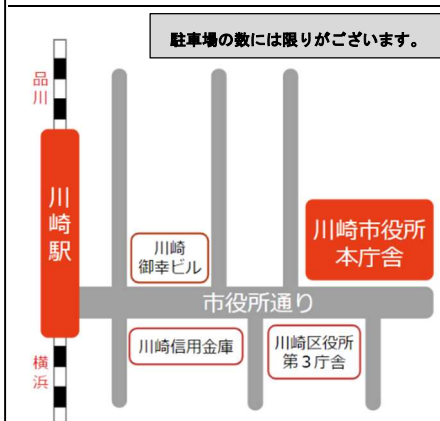 駐車場の数には限りがございます。
品川
川崎駅
川崎
御幸ビル
川崎市役所
本庁舎
市役所通り
川崎信用金庫
川崎区役所
第3庁舎
横浜